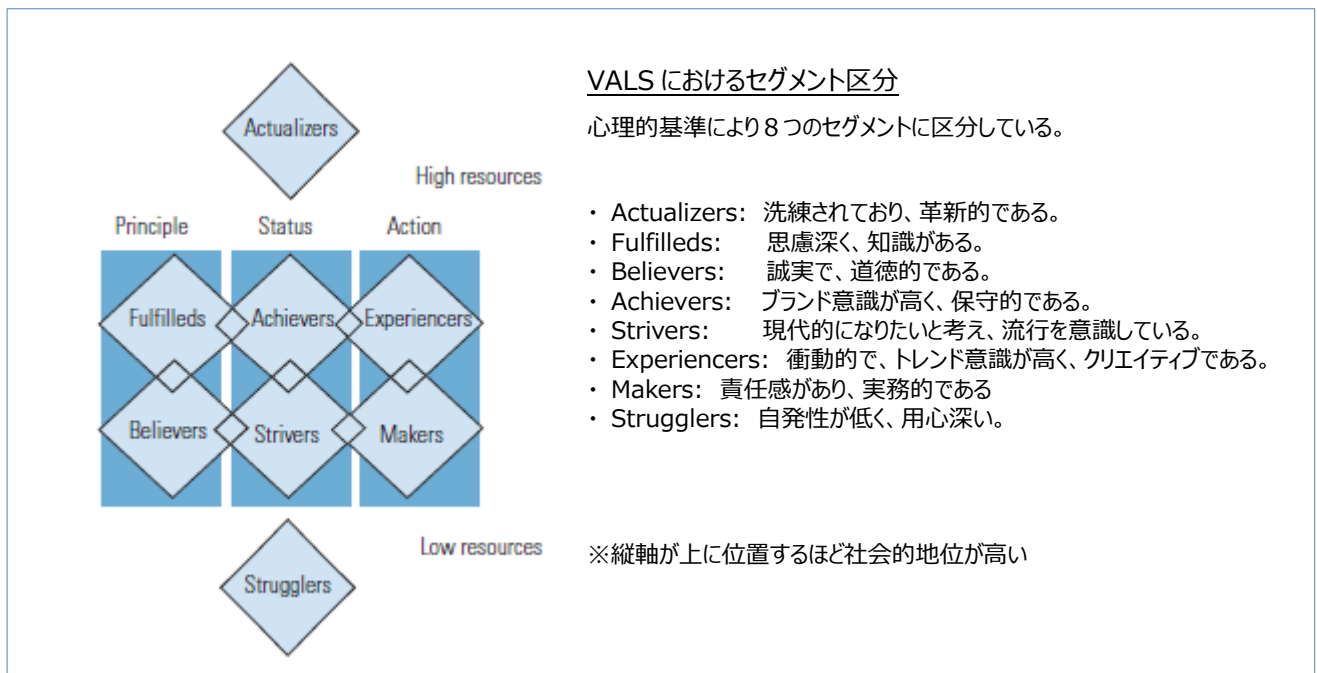 Actualizers
High resources
Principle Status Action
Fulfilleds Achievers Experiencers
Believers Strivers Makers
Low resources
Strugglers
VALS におけるセグメント区分
心理的基準により８つのセグメントに区分している。
・ Actualizers: 洗練されており、革新的である。
・ Fulfilleds: 思慮深く、知識がある。
・ Believers: 誠実で、道徳的である。
・ Achievers: ブランド意識が高く、保守的である。
・ Strivers: 現代的になりたいと考え、流行を意識している。
・ Experiencers: 衝動的で、トレンド意識が高く、クリエイティブである。
・ Makers: 責任感があり、実務的である
・ Strugglers: 自発性が低く、用心深い。
※縦軸が上に位置するほど社会的地位が高い